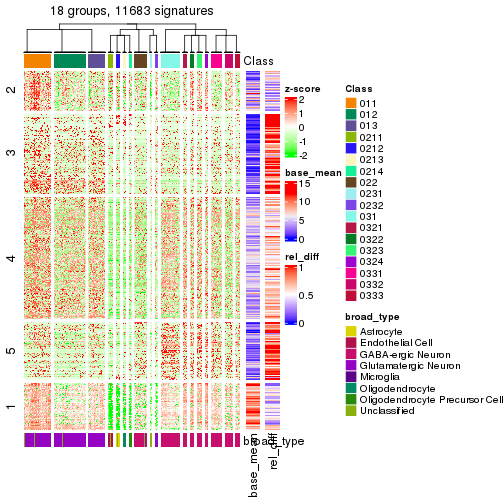 18 groups, 11683 signatures
Class
2
3
4
5
1
broad_type
base_mean
rel_diff
z-score
2
1
0
-1
-2
base_mean
15
10
5
0
rel_diff
1
0.5
0
Class
011
012
013
0211
0212
0213
0214
022
0231
0232
031
0321
0322
0323
0324
0331
0332
0333
broad_type
Astrocyte
Endothelial Cell
GABA-ergic Neuron
Glutamatergic Neuron
Microglia
Oligodendrocyte
Oligodendrocyte Precursor Cell
Unclassified